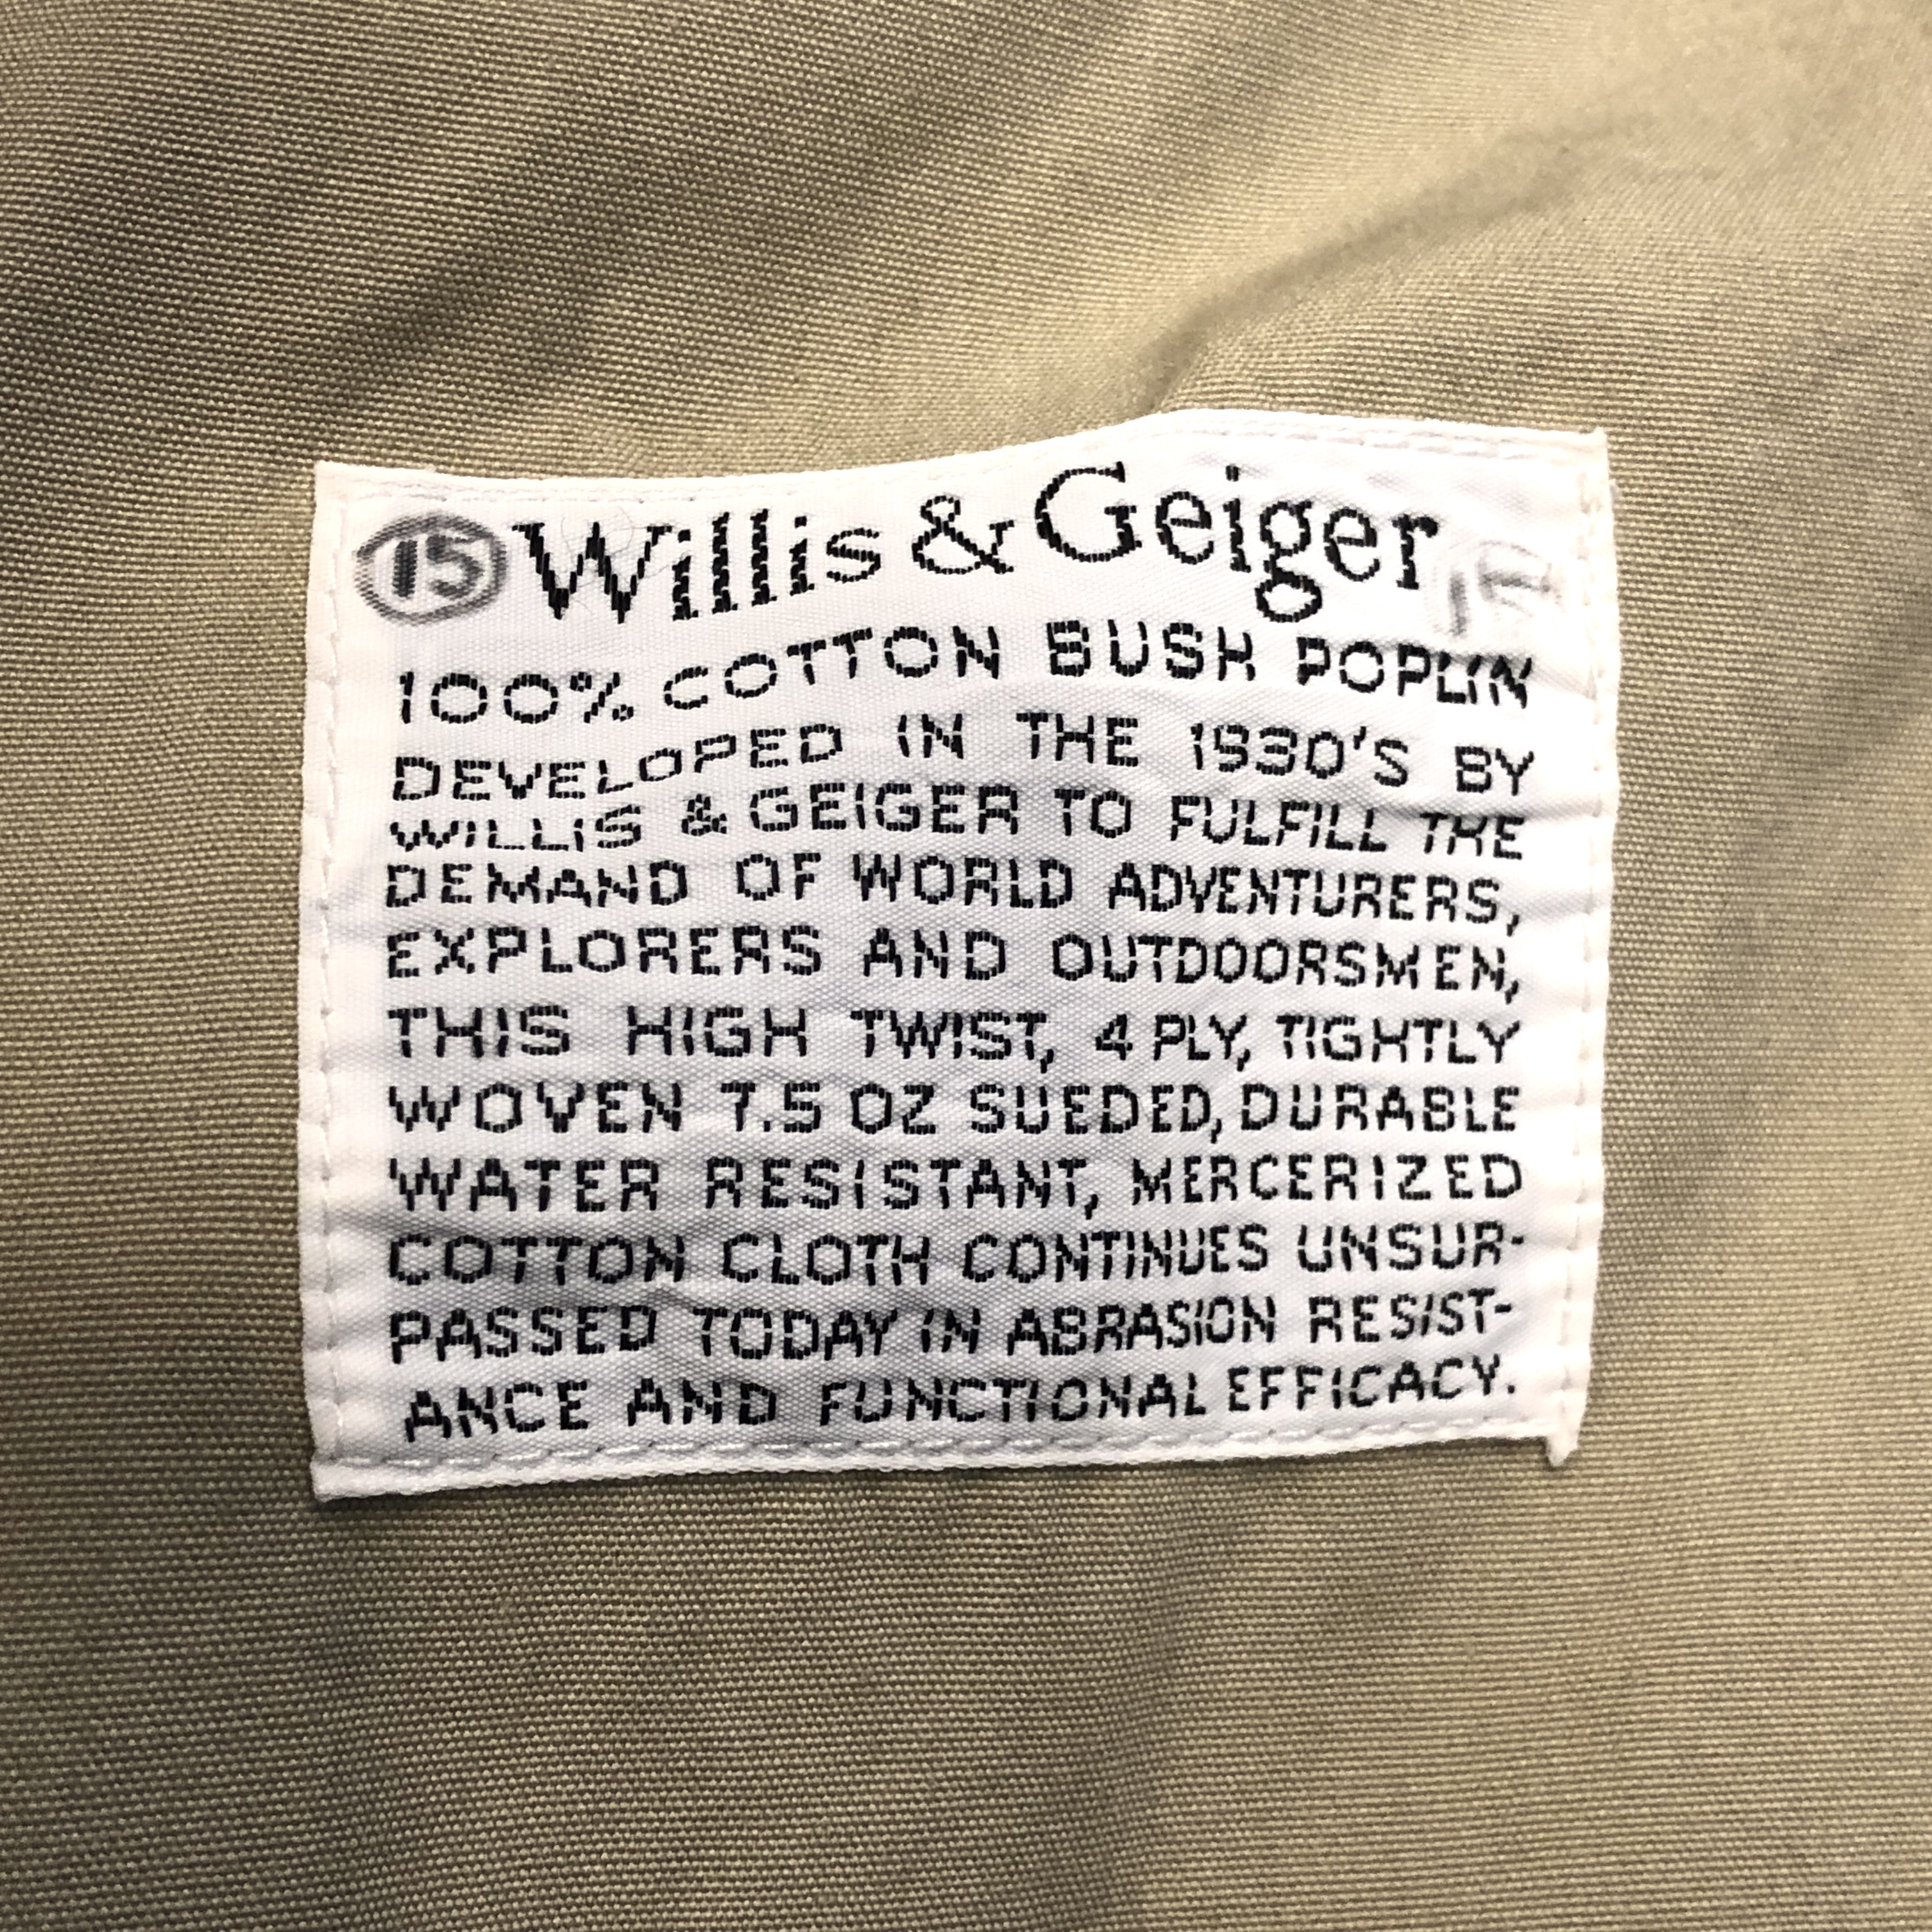 15 Willis & Geiger 15
100% COTTON BUSH POPLIN
DEVELOPED IN THE 1930'S BY
WILLIS & GEIGER TO FULFILL THE
DEMAND OF WORLD ADVENTURERS,
EXPLORERS AND OUTDOORSMEN,
THIS HIGH TWIST, 4 PLY, TIGHTLY
WOVEN 7.5 OZ SUEDED, DURABLE
WATER RESISTANT, MERCERIZED
COTTON CLOTH CONTINUES UNSUR-
PASSED TODAY IN ABRASION RESIST-
ANCE AND FUNCTIONAL EFFICACY.